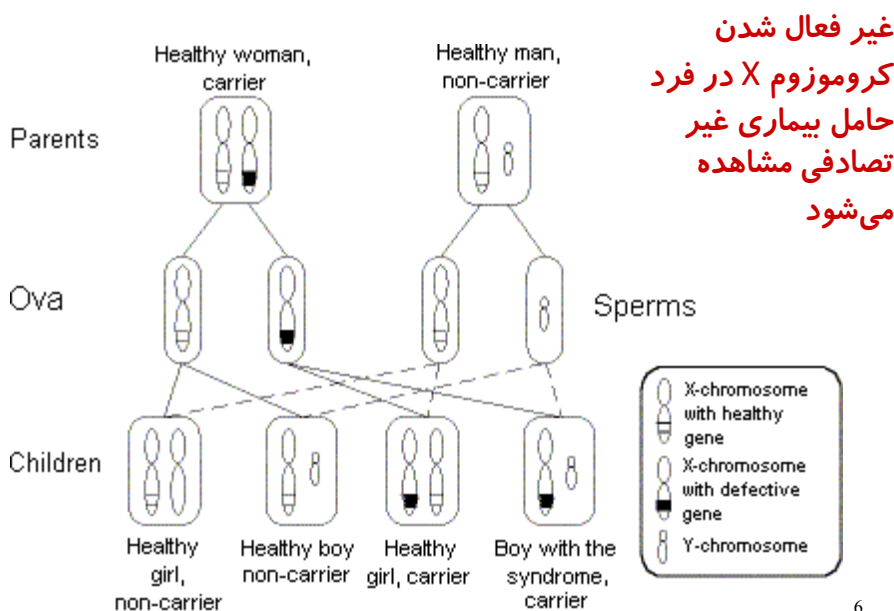 غیر فعال شدن
کروموزوم X در فرد
حامل بیماری غیر
تصادفی مشاهده
می‌شود
Healthy woman,
carrier
Healthy man,
non-carrier
Parents
Ova
Sperms
X-chromosome
with healthy
gene
X-chromosome
with defective
gene
Y-chromosome
Children
Healthy
girl,
non-carrier
Healthy boy
non-carrier
Healthy
girl, carrier
Boy with the
syndrome,
carrier
6